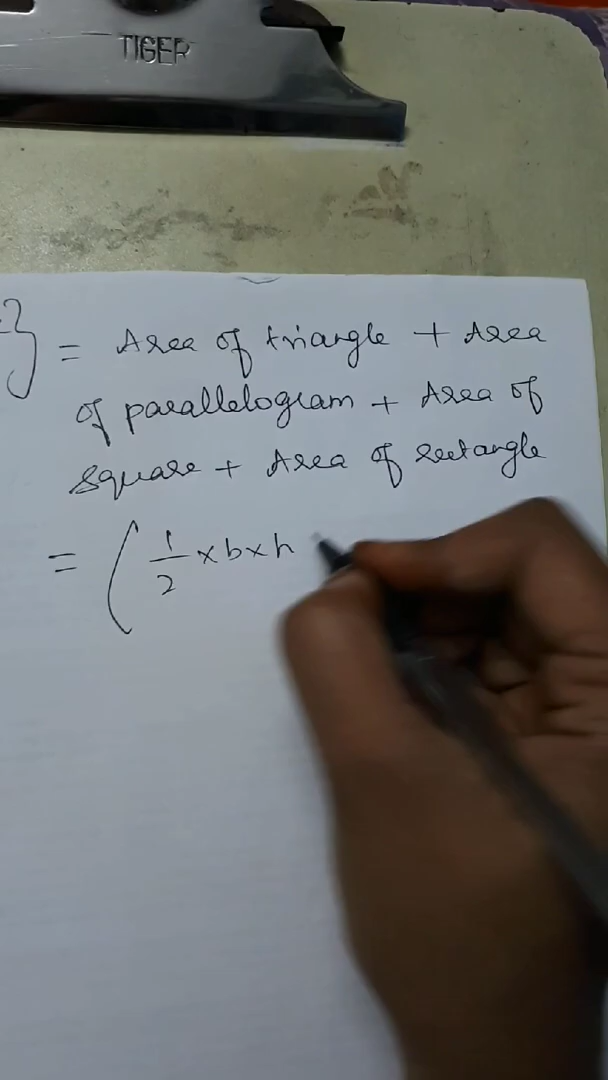 TIGER
= Area of triangle + Area
of parallelogram + Area of
square + Area of rectangle
= ( 1/2 × b × h